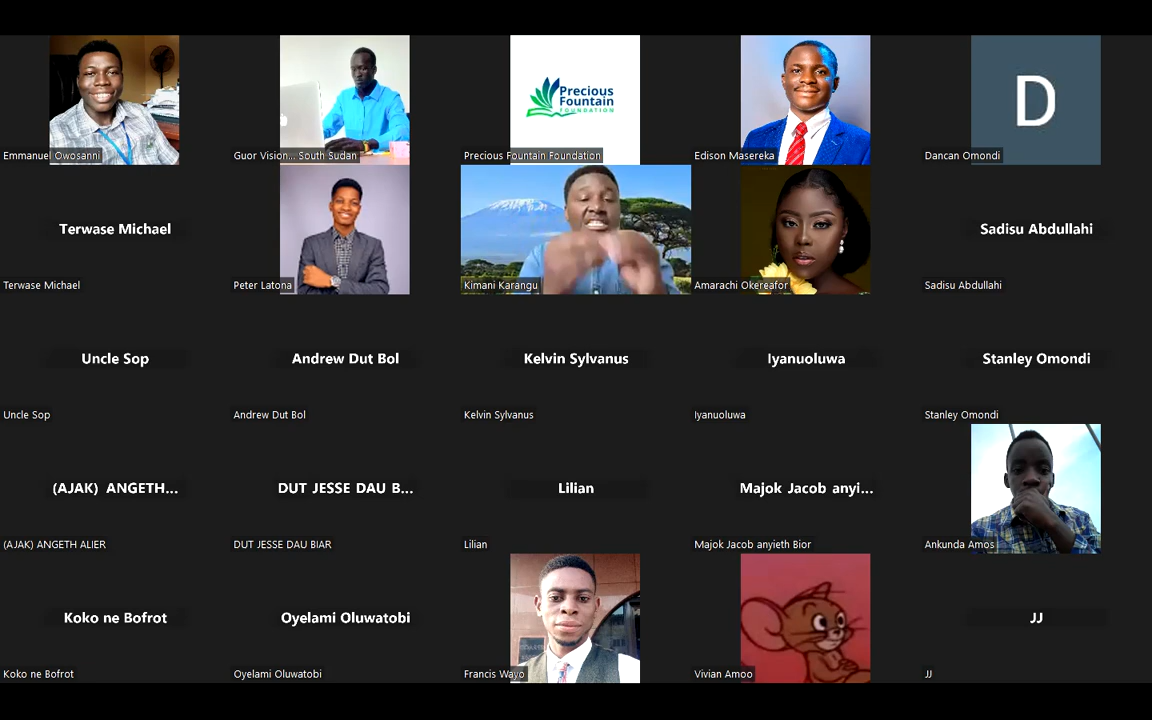 Precious
Fountain
FOUNDATION
D
Emmanuel Owosanni
Guor Vision... South Sudan
Precious Fountain Foundation
Edison Masereka
Dancan Omondi
Terwase Michael
Sadisu Abdullahi
Terwase Michael
Peter Latona
Kimani Karangu
Amarachi Okereafor
Sadisu Abdullahi
Uncle Sop
Andrew Dut Bol
Kelvin Sylvanus
Iyanuoluwa
Stanley Omondi
Uncle Sop
Andrew Dut Bol
Kelvin Sylvanus
Iyanuoluwa
Stanley Omondi
(AJAK) ANGETH...
DUT JESSE DAU B...
Lilian
Majok Jacob anyi...
(AJAK) ANGETH ALIER
DUT JESSE DAU BIAR
Lilian
Majok Jacob anyieth Bior
Ankunda Amos
Koko ne Bofrot
Oyelami Oluwatobi
JJ
Koko ne Bofrot
Oyelami Oluwatobi
Francis Wayo
Vivian Amoo
JJ